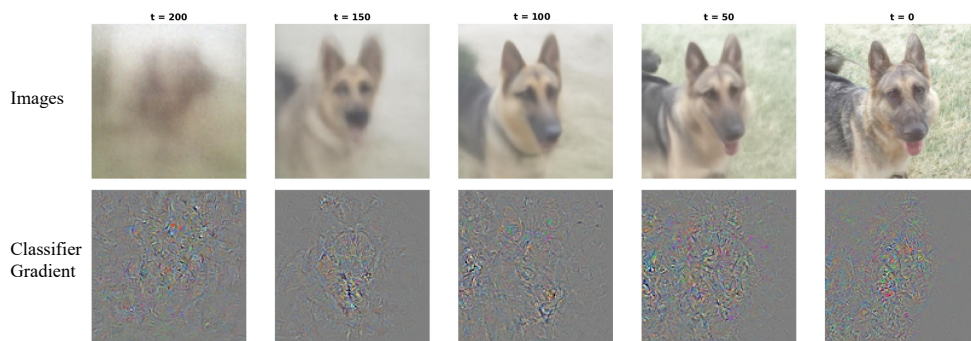 t = 200
t = 150
t = 100
t = 50
t = 0
Images
Classifier
Gradient